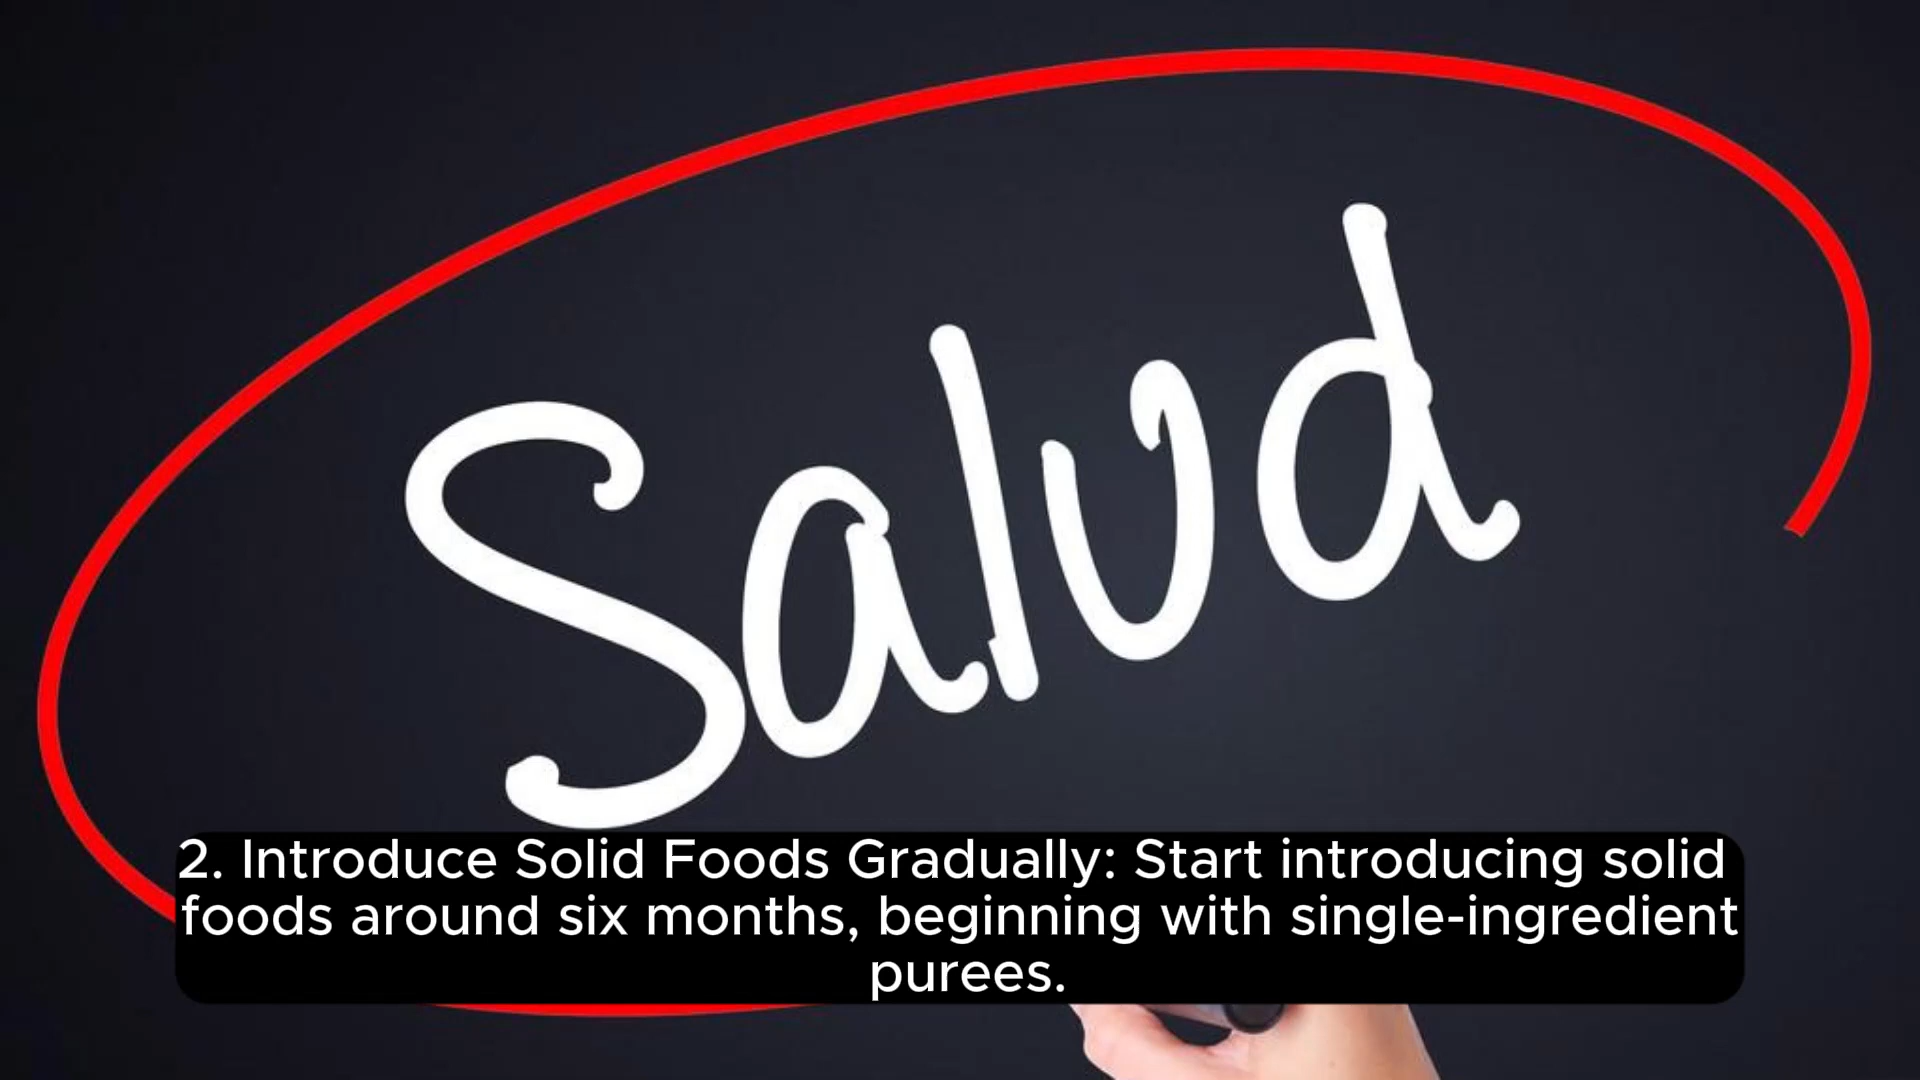 Salud
2. Introduce Solid Foods Gradually: Start introducing solid
foods around six months, beginning with single-ingredient
purees.